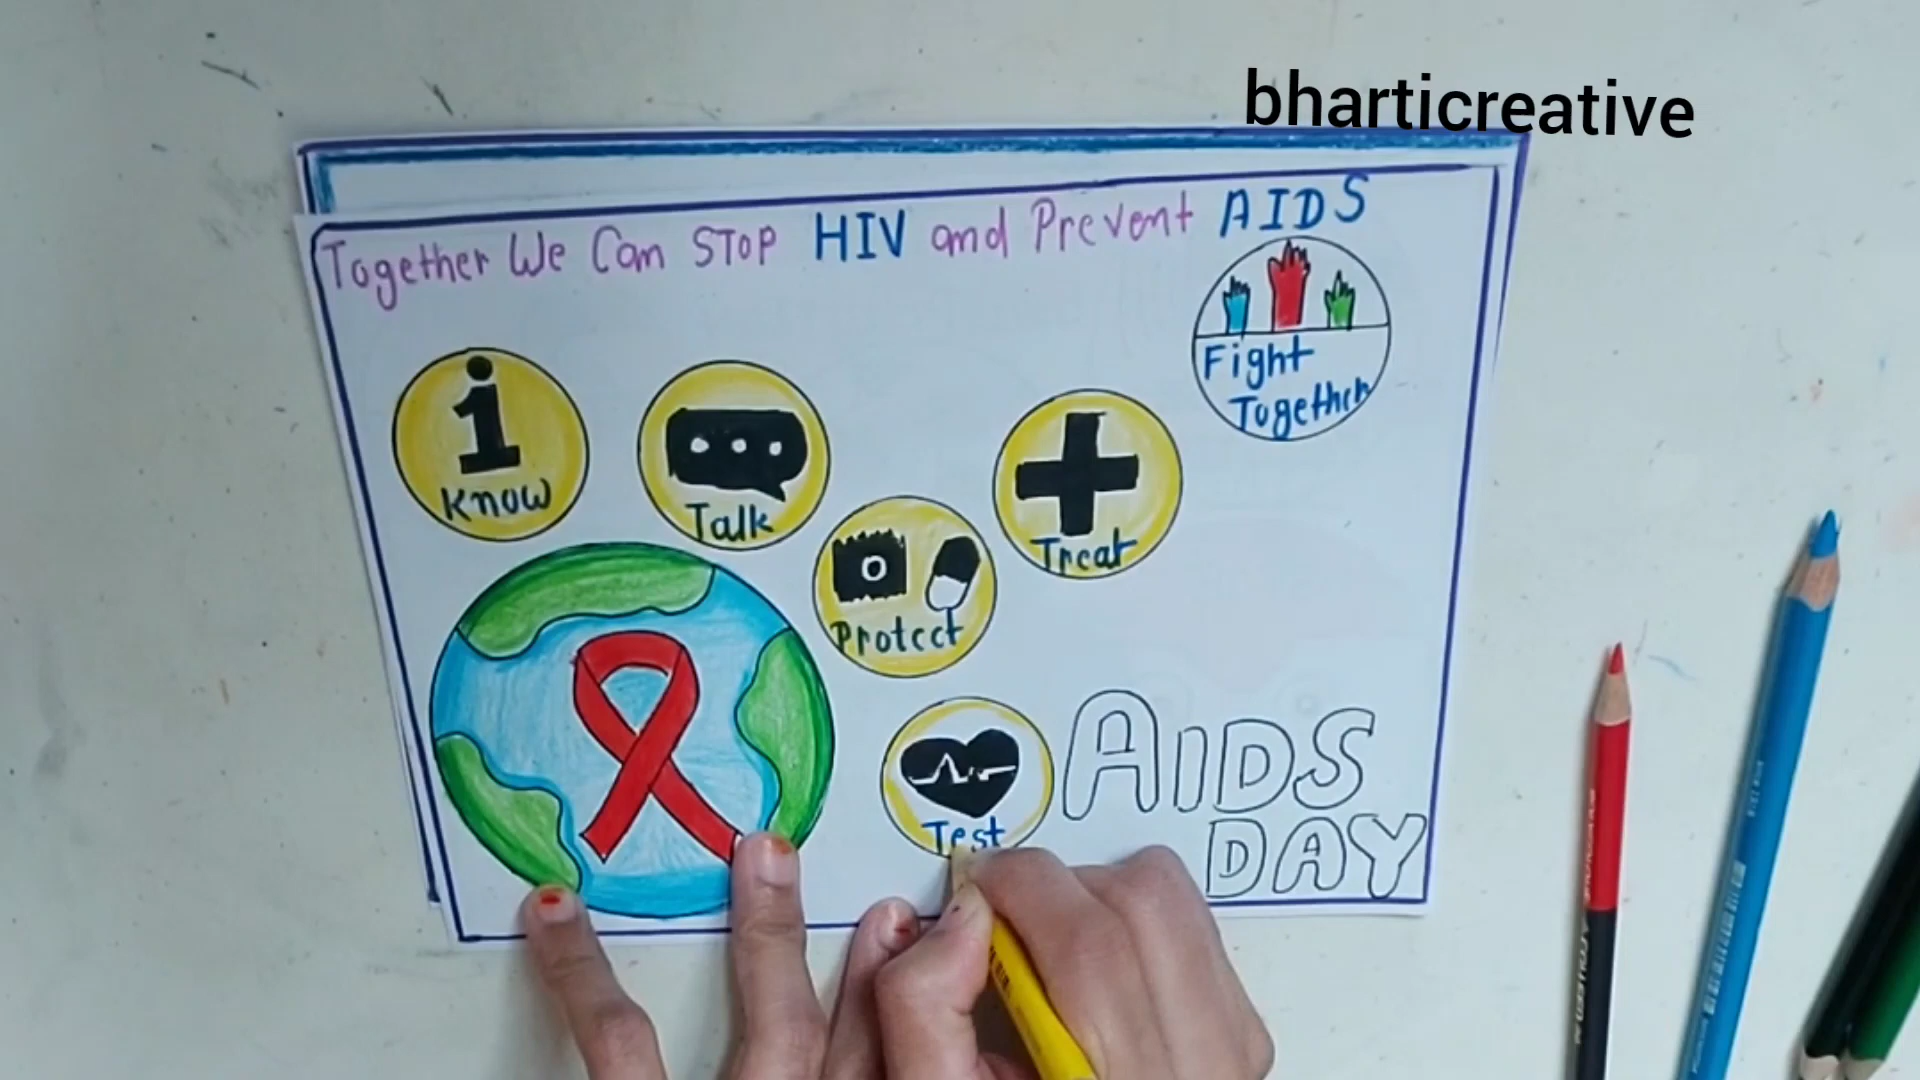 bharticreative
Together We Can STOP HIV and Prevent AIDS
Fight
Together
Know
Talk
Treat
Protect
Test
AIDS
DAY